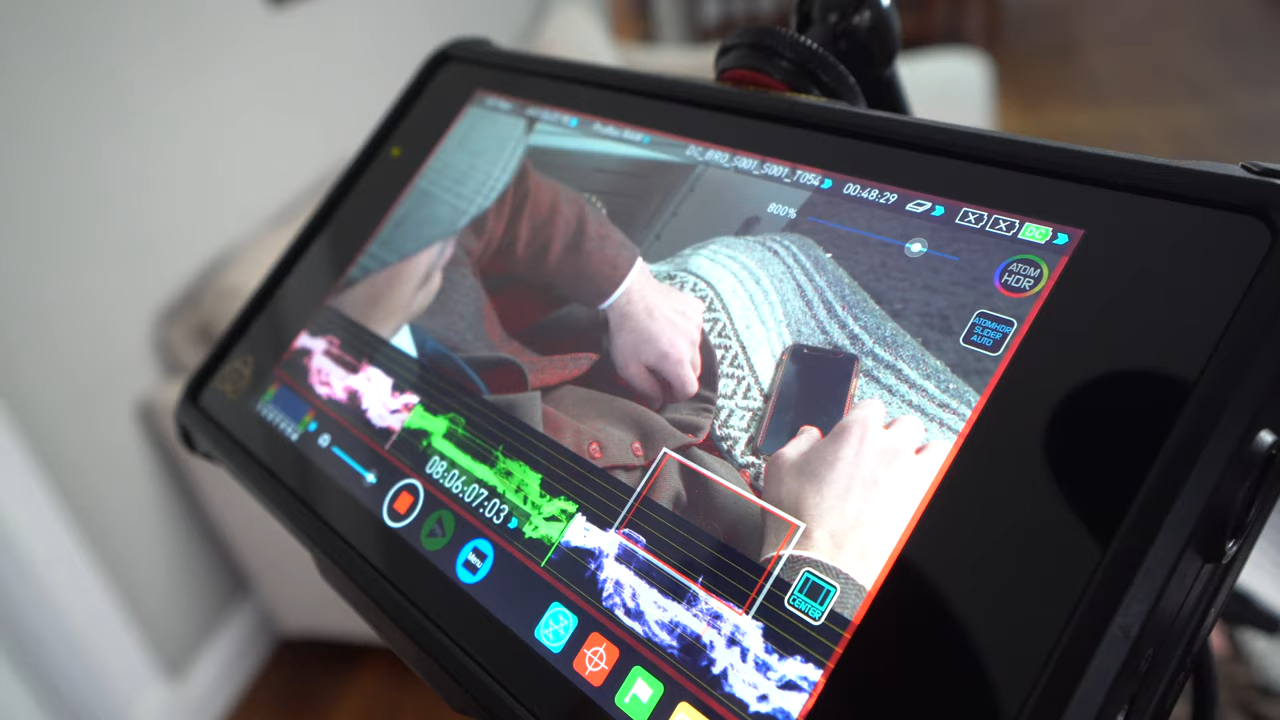 DC_BRO_S001_S001_T054
00:48:29
DC
800%
ATOM
HDR
ATOMHDR
SLIDER
AUTO
08:06:07:03
Menu
CENTER